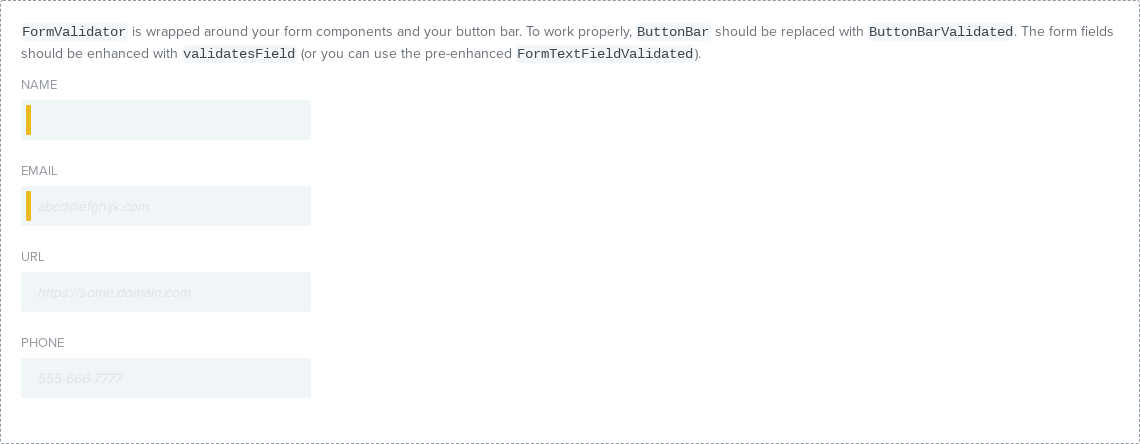 FormValidator is wrapped around your form components and your button bar. To work properly, ButtonBar should be replaced with ButtonBarValidated. The form fields
should be enhanced with validatesField (or you can use the pre-enhanced FormTextFieldValidated).
NAME
EMAIL
abcd@efghijk.com
URL
https://some.domain.com
PHONE
555-666-7777